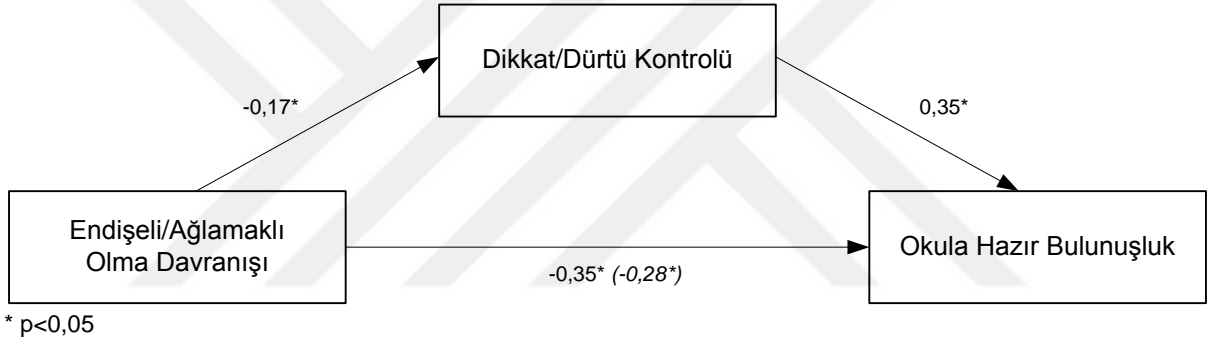 Dikkat/Dürtü Kontrolü
-0,17*
0,35*
Endişeli/Ağlamaklı
Olma Davranışı
Okula Hazır Bulunuşluk
-0,35* (-0,28*)
* p<0,05